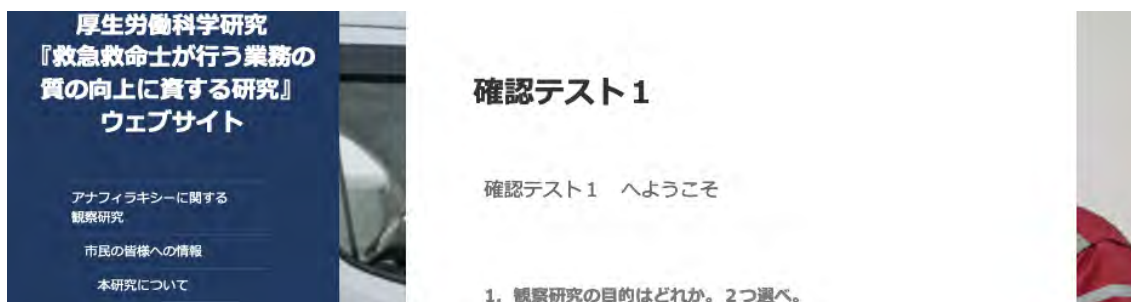 厚生労働科学研究
『救急救命士が行う業務の
質の向上に資する研究』
ウェブサイト
アナフィラキシーに関する
観察研究
市民の皆様への情報
本研究について
確認テスト1
確認テスト1　へようこそ
1. 観察研究の目的はどれか。2つ選べ。